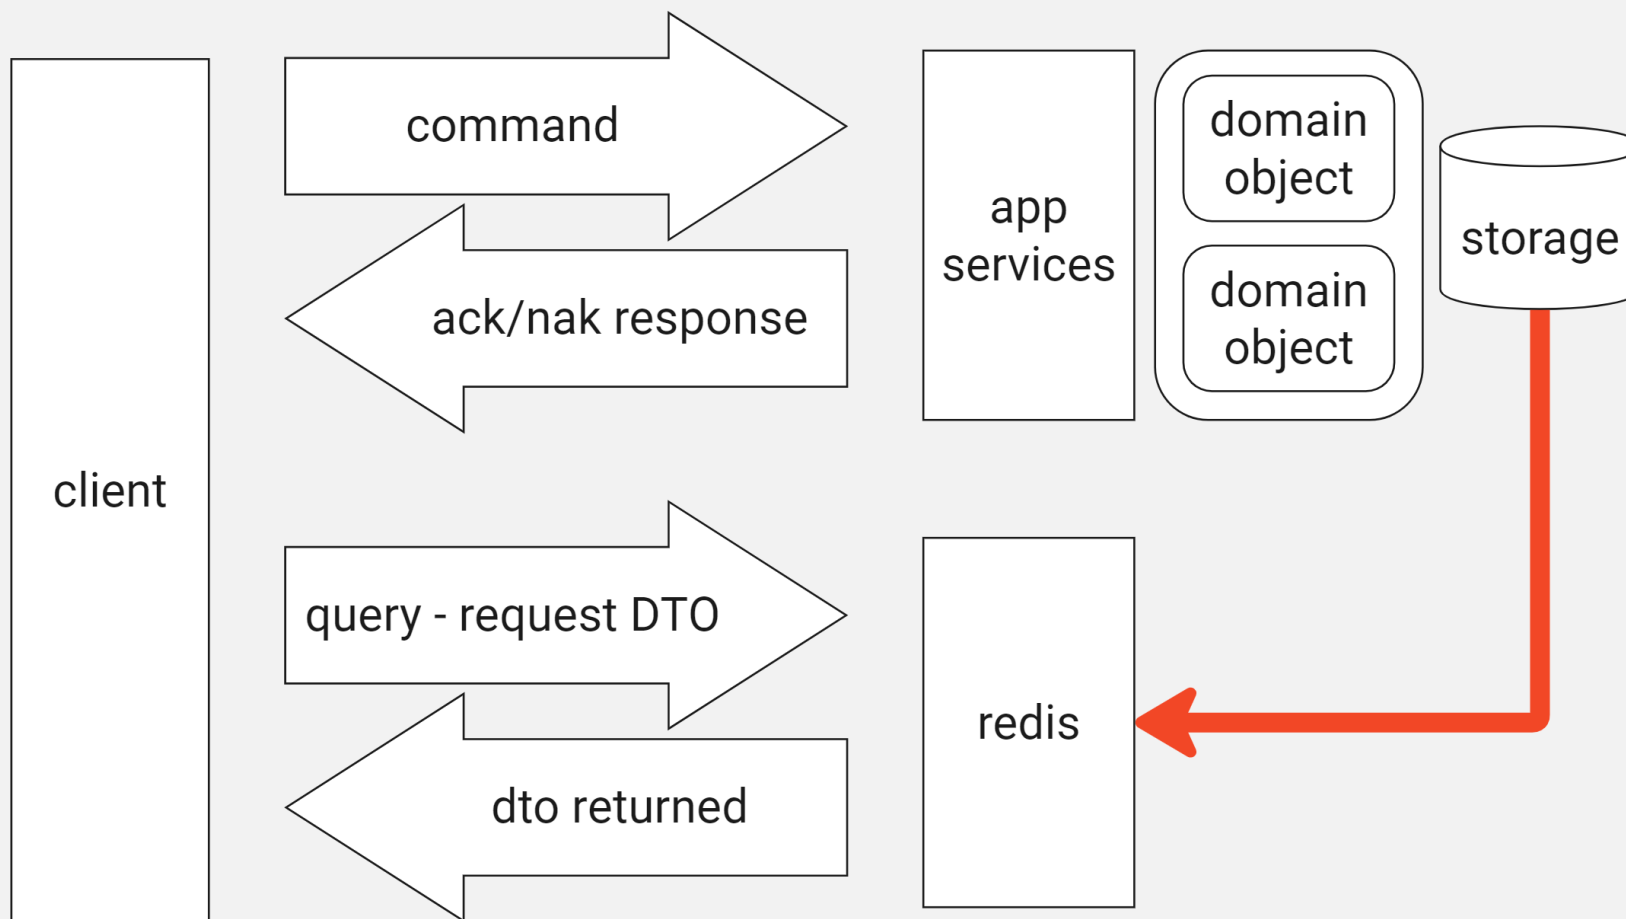 command
app
services
domain
object
domain
object
storage
ack/nak response
client
query - request DTO
redis
dto returned